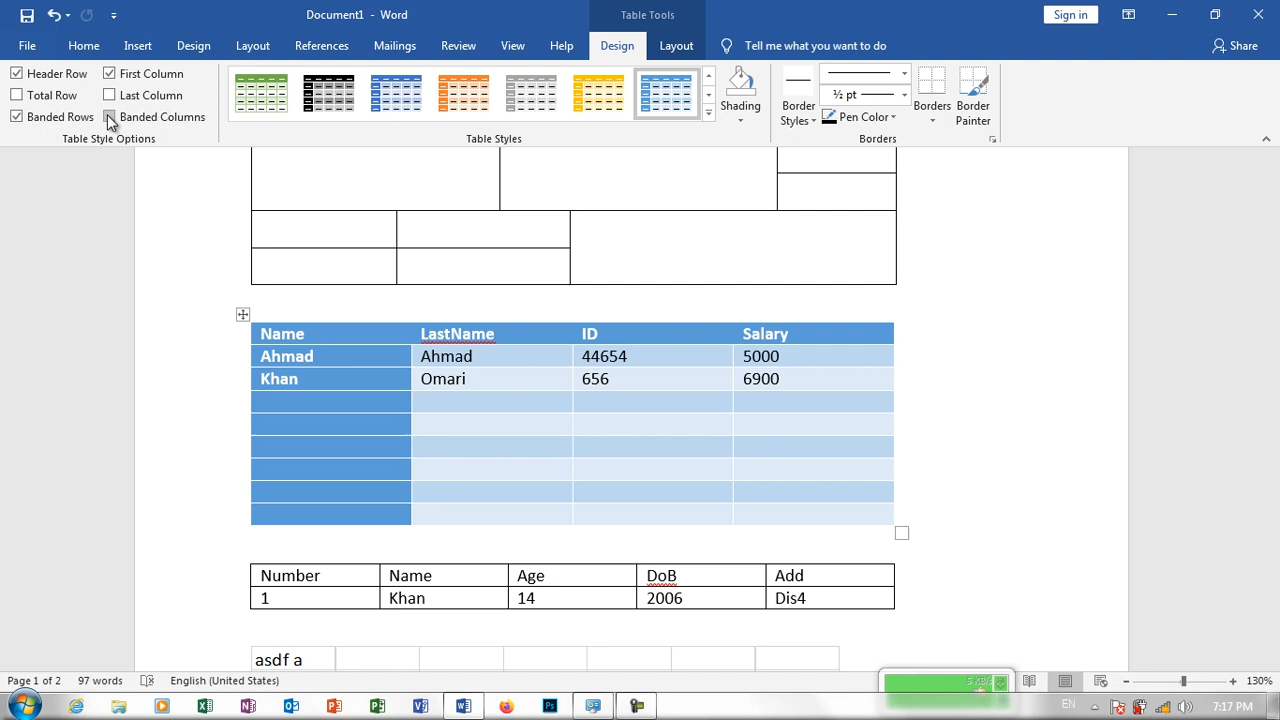 Document1 - Word
Table Tools
Sign in
File
Home
Insert
Design
Layout
References
Mailings
Review
View
Help
Design
Layout
Tell me what you want to do
Share
Header Row
First Column
Total Row
Last Column
Banded Rows
Banded Columns
Table Style Options
Table Styles
Shading
Border Styles
½ pt
Pen Color
Borders
Border Painter
Borders
Name LastName ID Salary
Ahmad Ahmad 44654 5000
Khan Omari 656 6900
Number Name Age DoB Add
1 Khan 14 2006 Dis4
asdf a
Page 1 of 2
97 words
English (United States)
130%
EN
7:17 PM